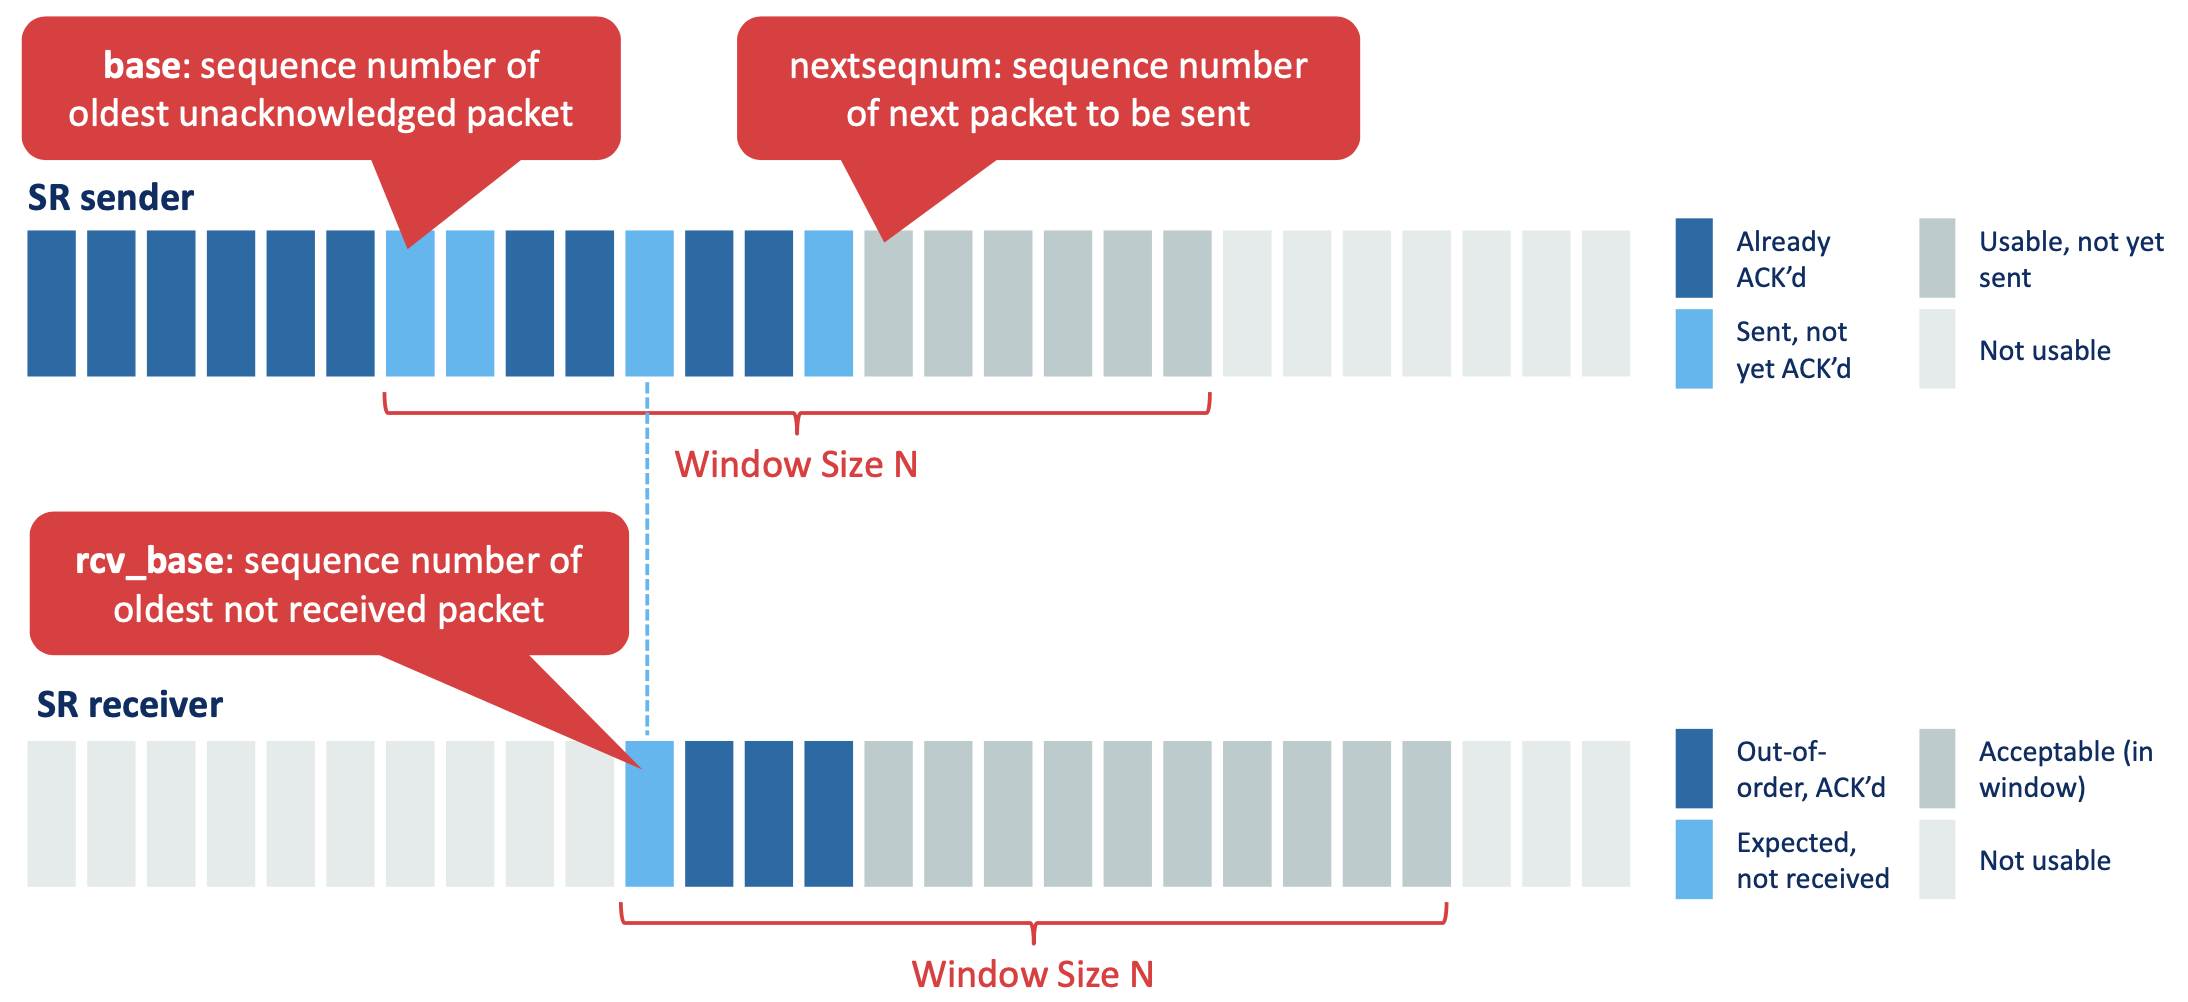 base: sequence number of
oldest unacknowledged packet
nextseqnum: sequence number
of next packet to be sent
SR sender
Already
ACK’d
Usable, not yet
sent
Sent, not
yet ACK’d
Not usable
Window Size N
rcv_base: sequence number of
oldest not received packet
SR receiver
Out-of-
order, ACK’d
Acceptable (in
window)
Expected,
not received
Not usable
Window Size N